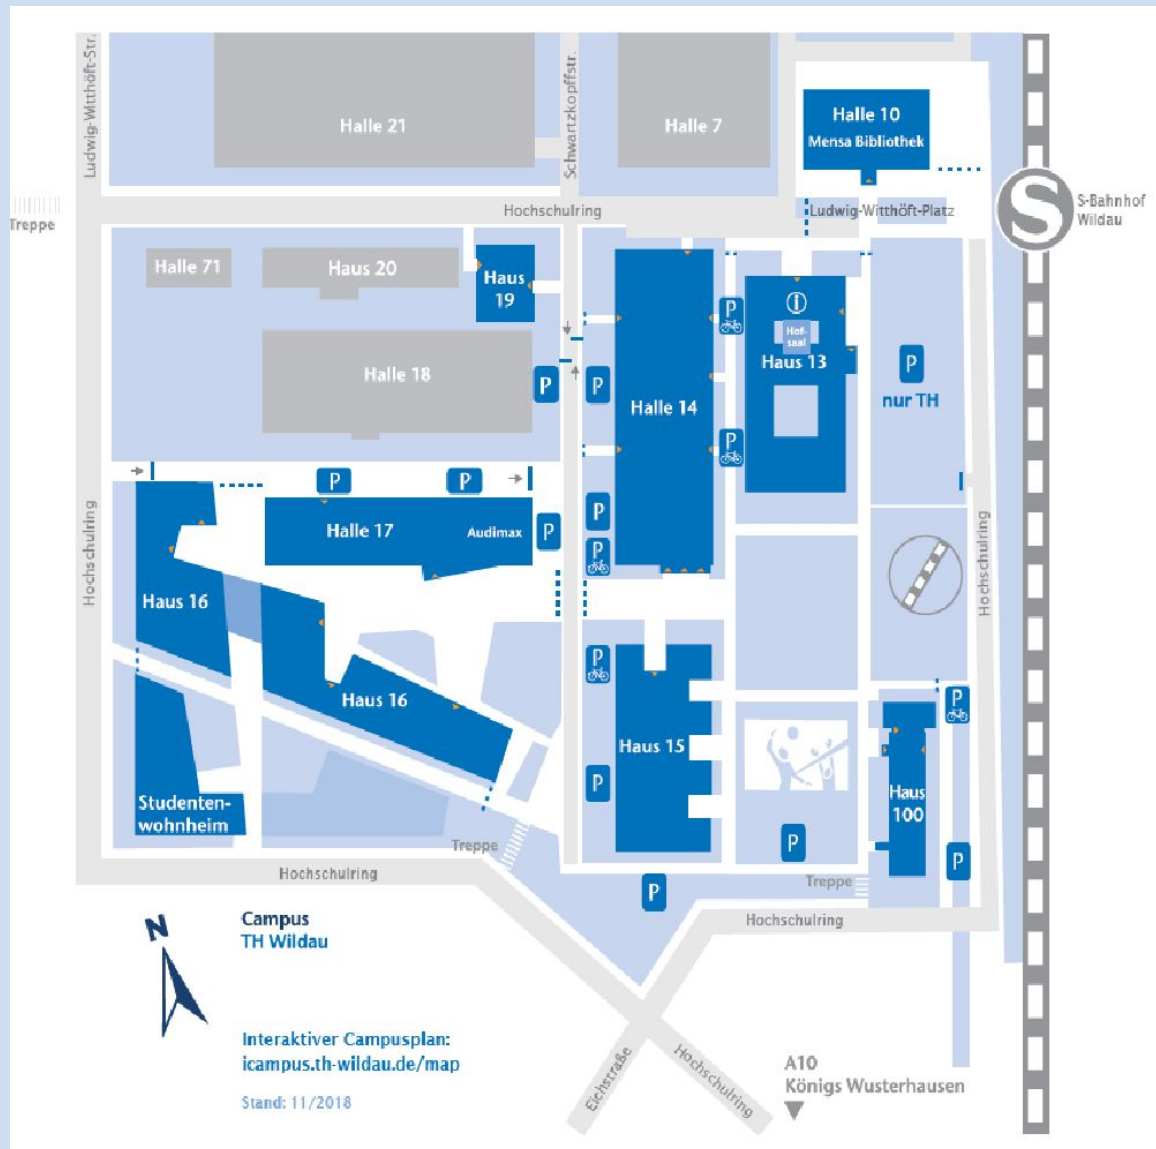 Ludwig-Witthöft-Str.
Halle 21
Schwartzkopffstr.
Halle 7
Halle 10
Mensa Bibliothek
S
S-Bahnhof
Wildau
Treppe
Hochschulring
Ludwig-Witthöft-Platz
Halle 71
Haus 20
Haus
19
P
i
Hof-
saal
Haus 13
Halle 18
P
P
Halle 14
P
nur TH
P
P
P
Hochschulring
Halle 17
Audimax
P
P
P
Hochschulring
Haus 16
Haus 16
P
Haus 15
P
P
Haus
100
Studenten-
wohnheim
Treppe
P
P
Treppe
Hochschulring
P
Hochschulring
N
Campus
TH Wildau
Interaktiver Campusplan:
icampus.th-wildau.de/map
Stand: 11/2018
Eichstraße
Hochschulring
A10
Königs Wusterhausen